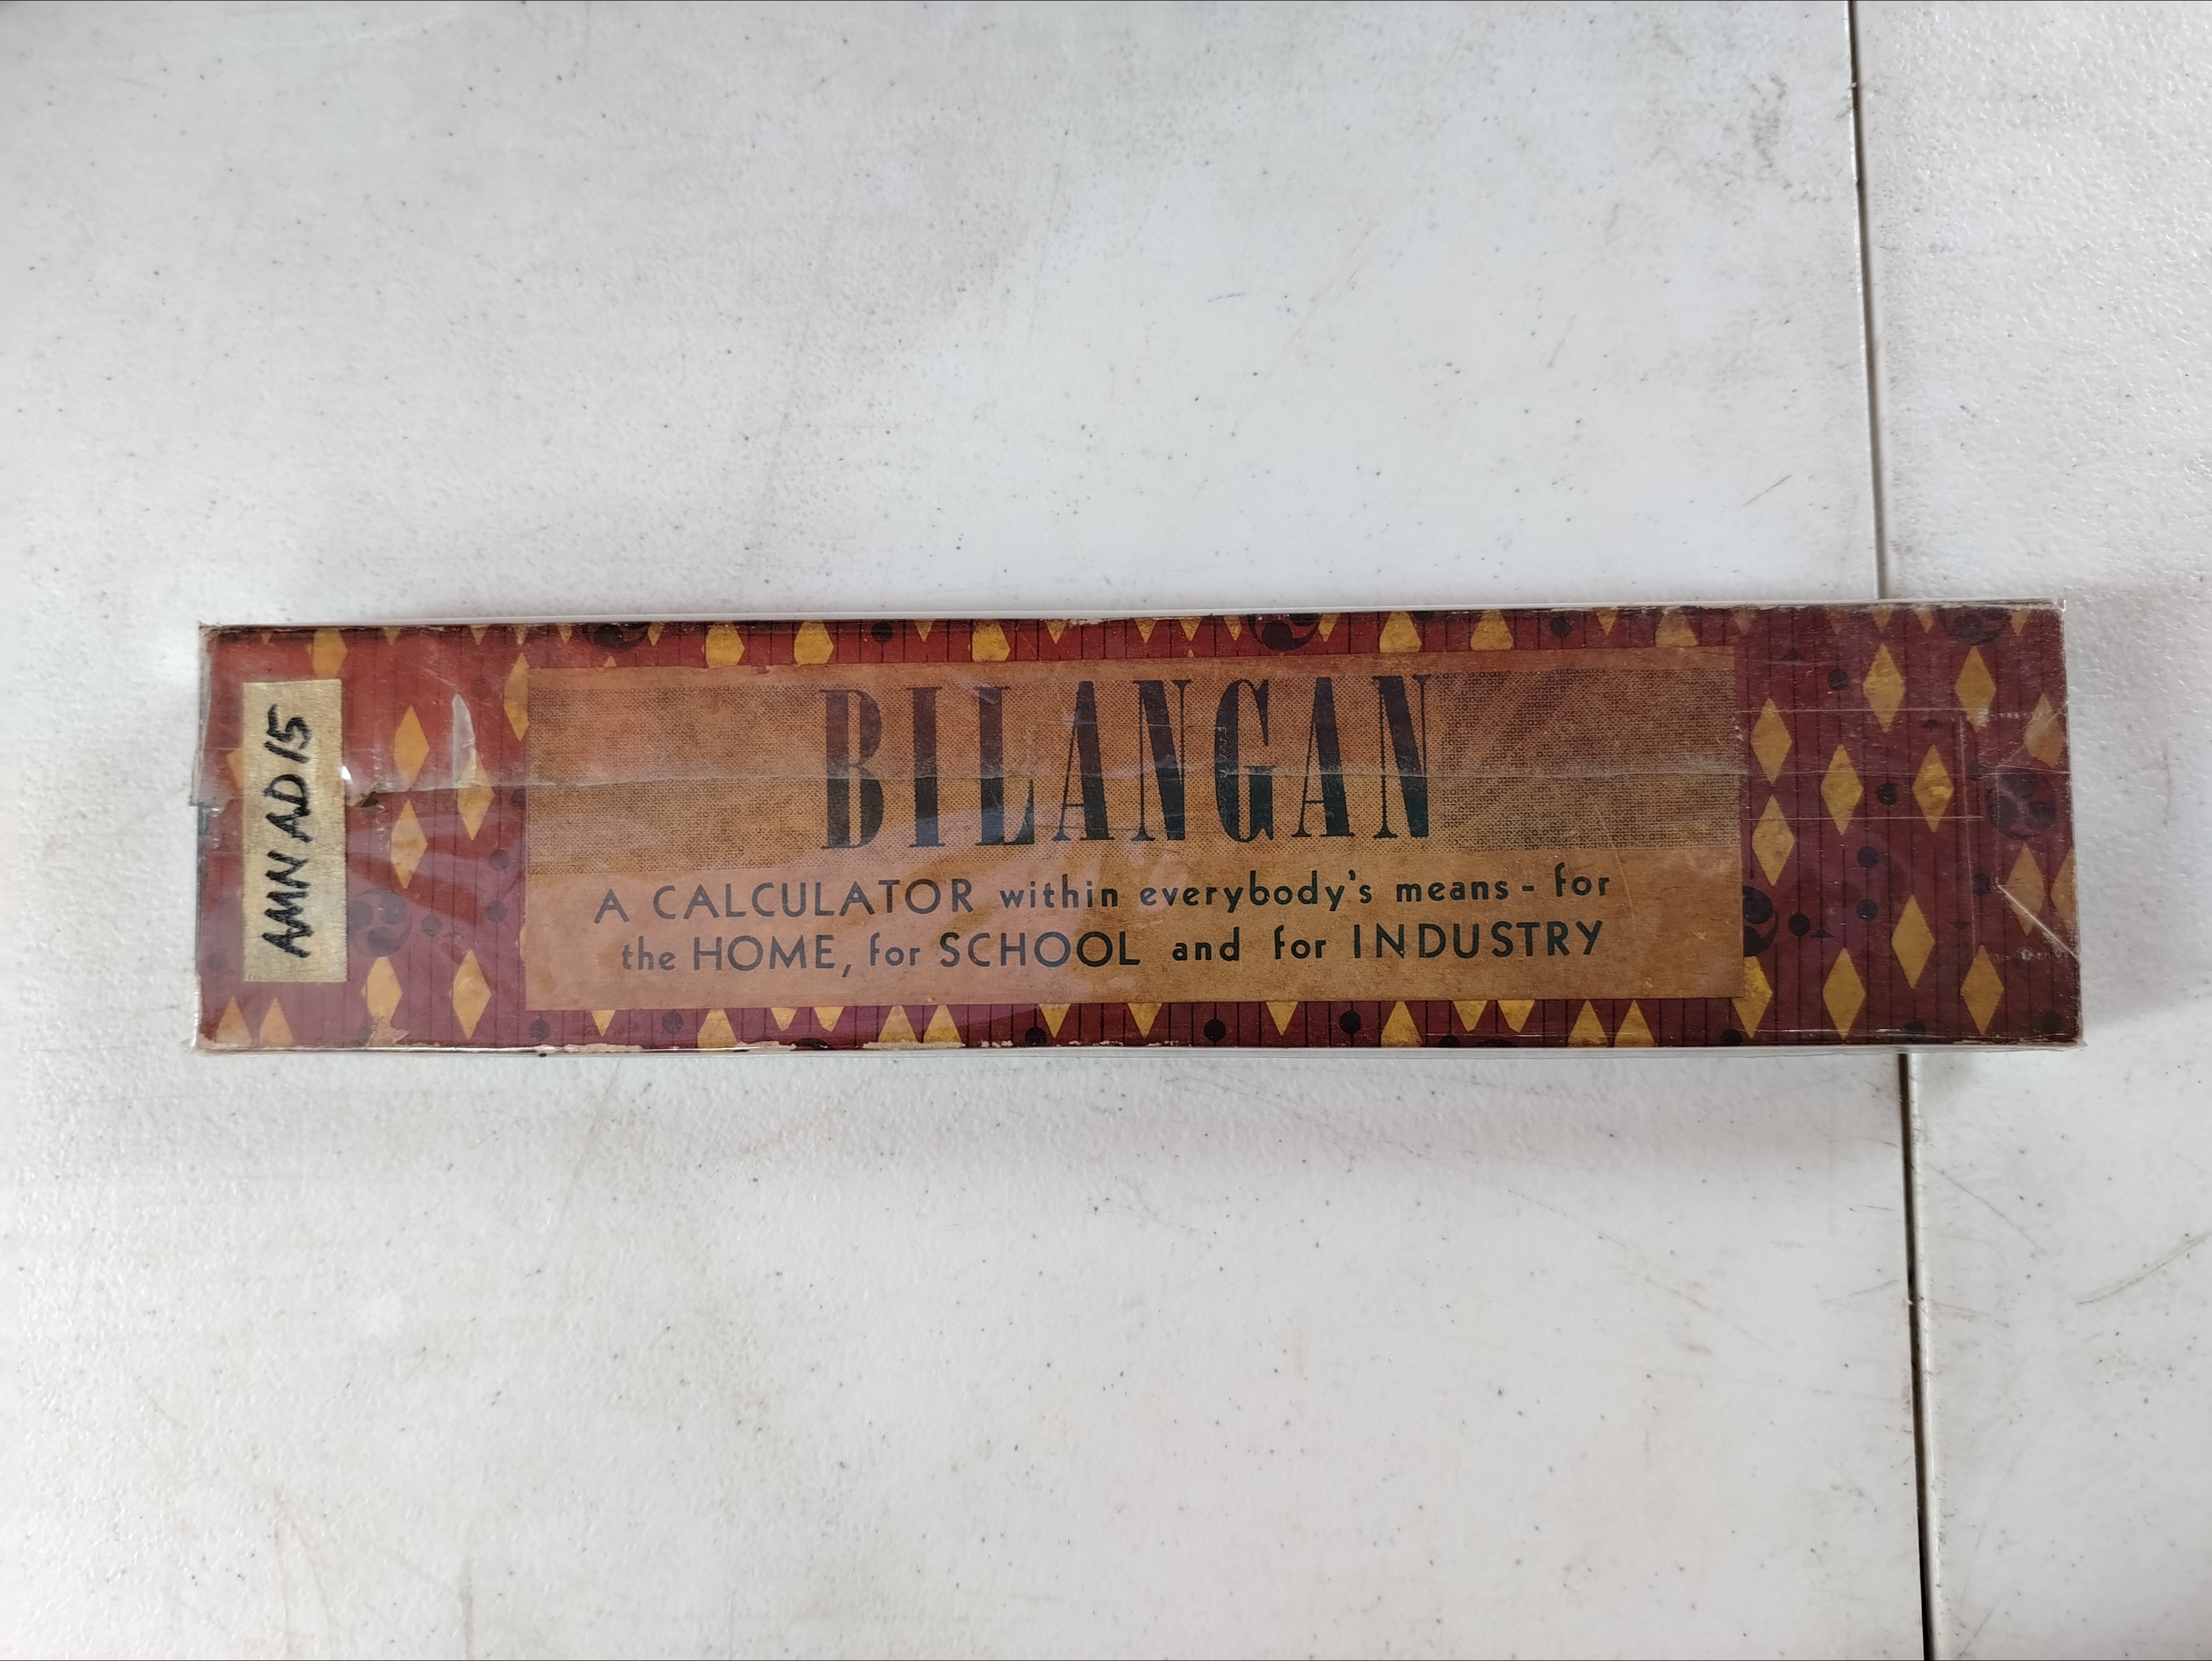 BILANGAN
A CALCULATOR within everybody's means - for
the HOME, for SCHOOL and for INDUSTRY
AMN AD 15